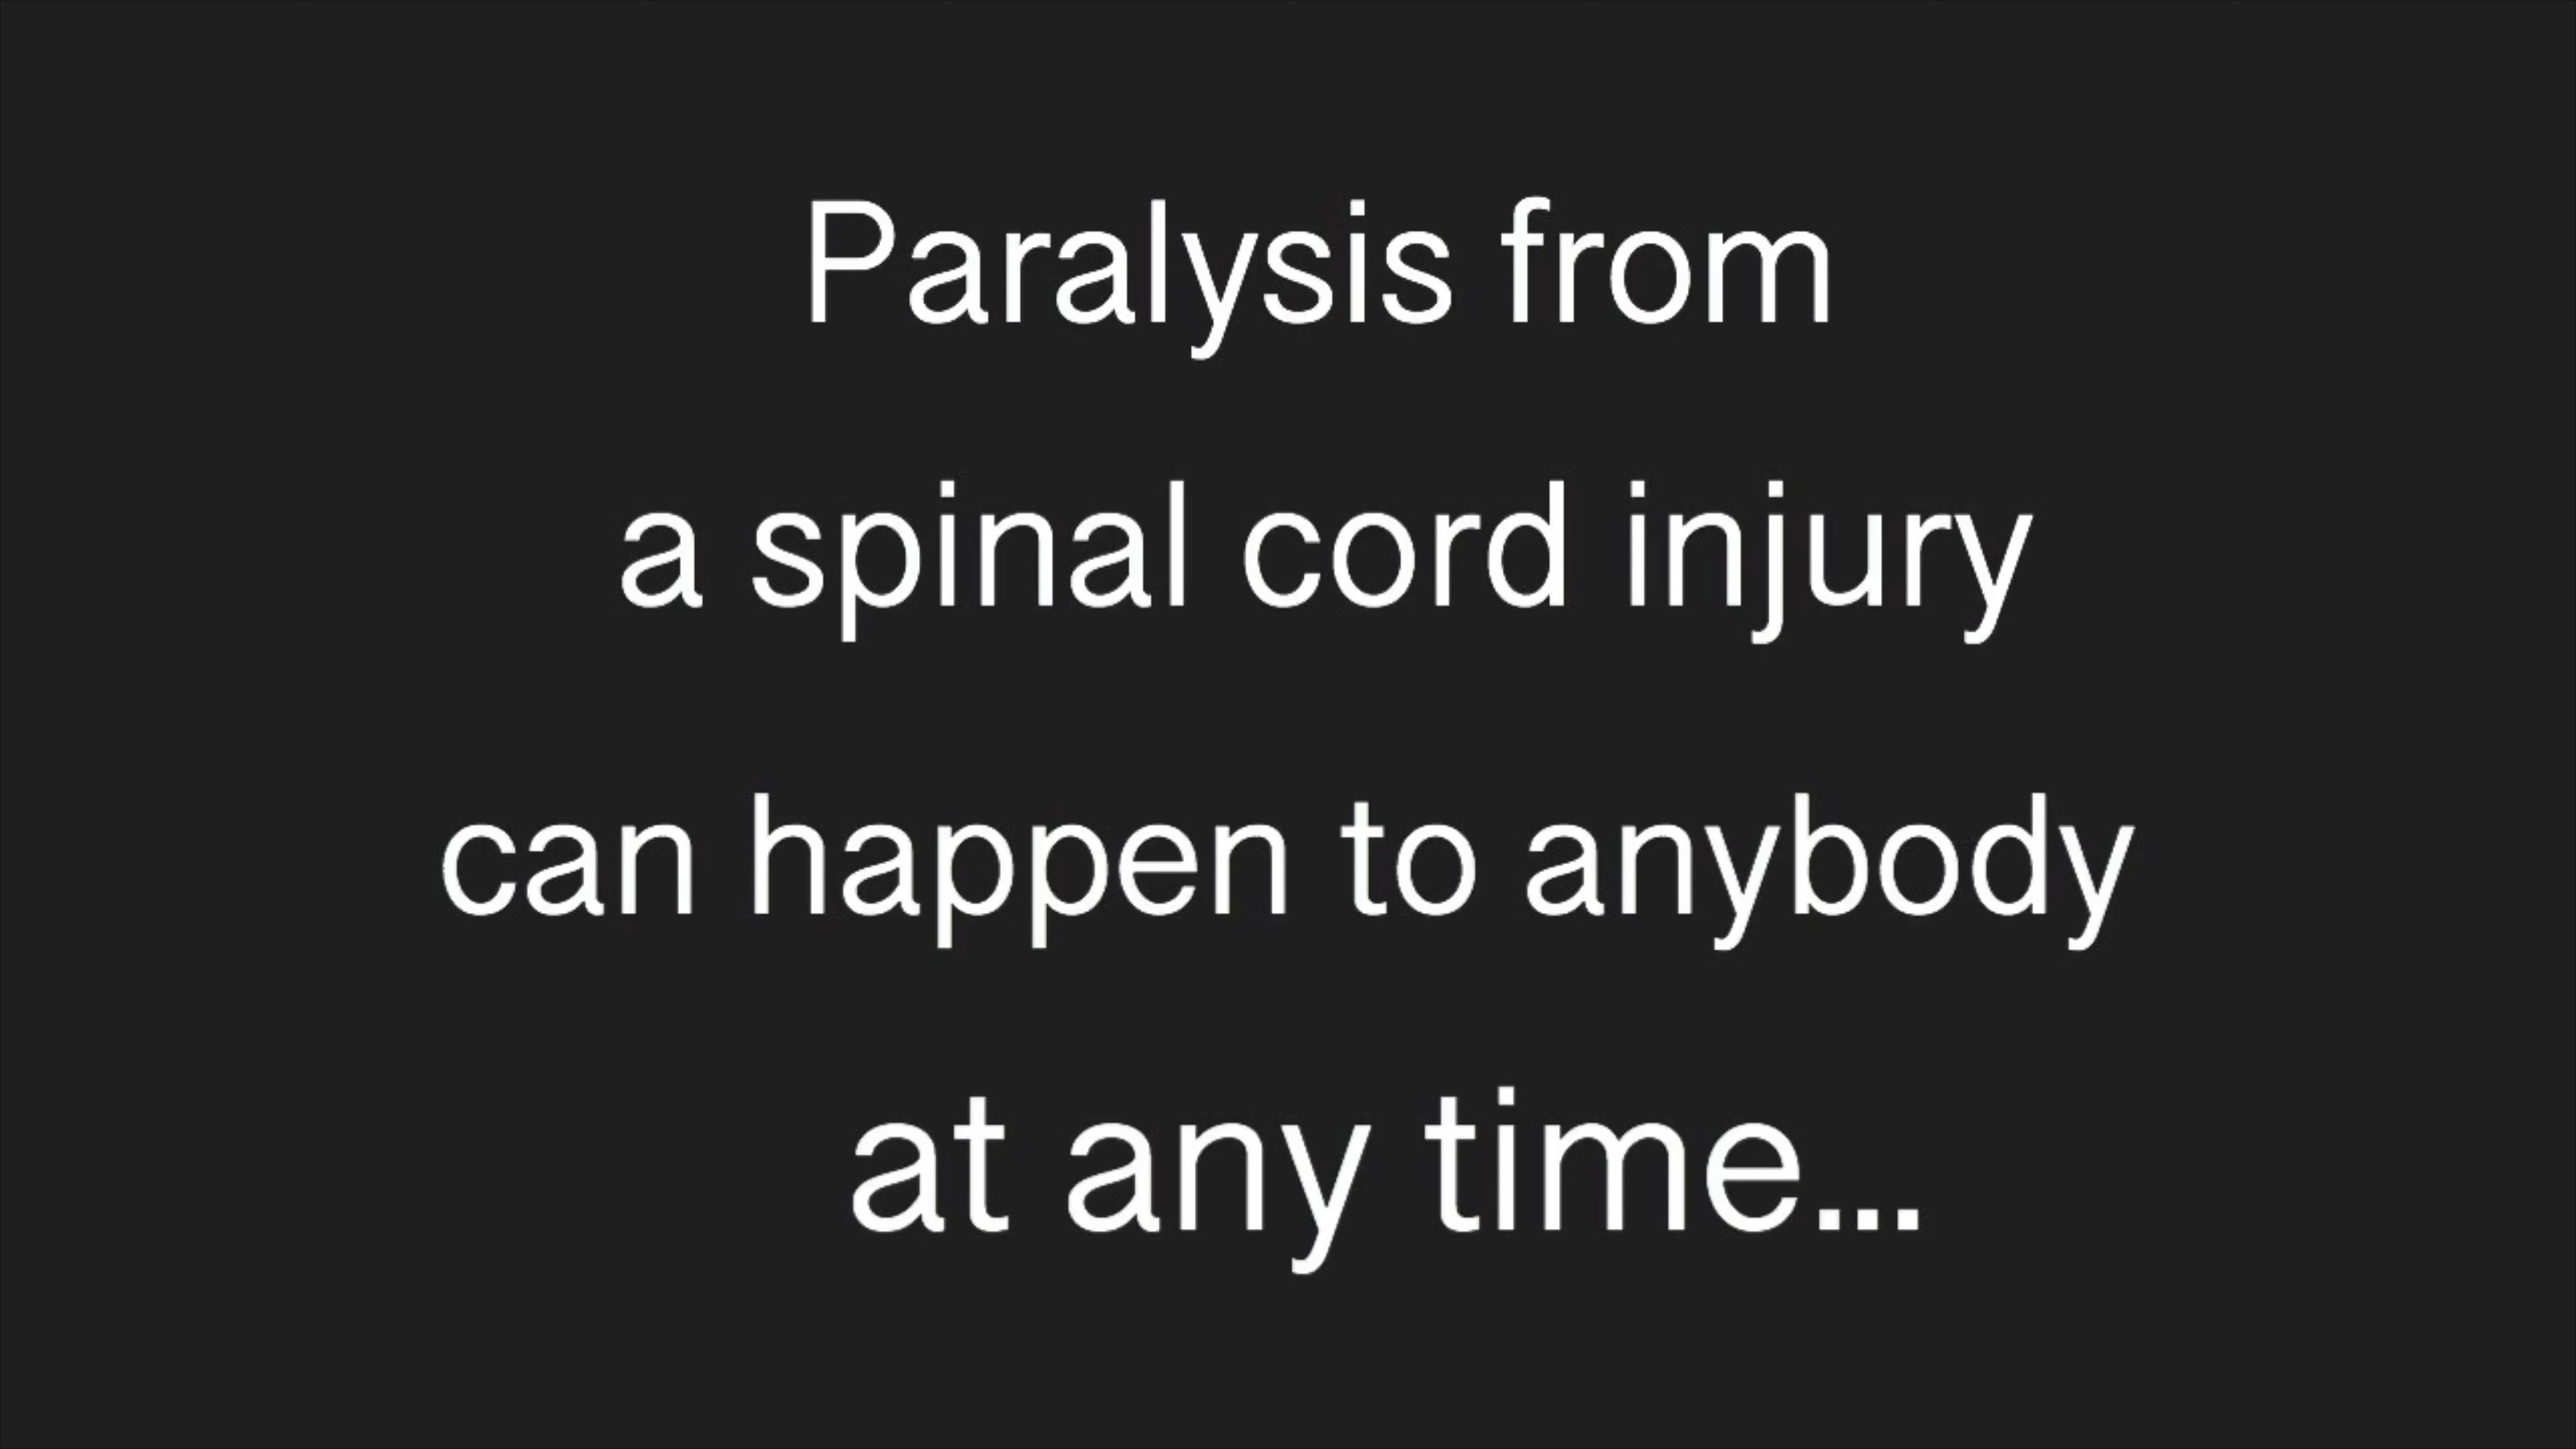 Paralysis from
a spinal cord injury
can happen to anybody
at any time...